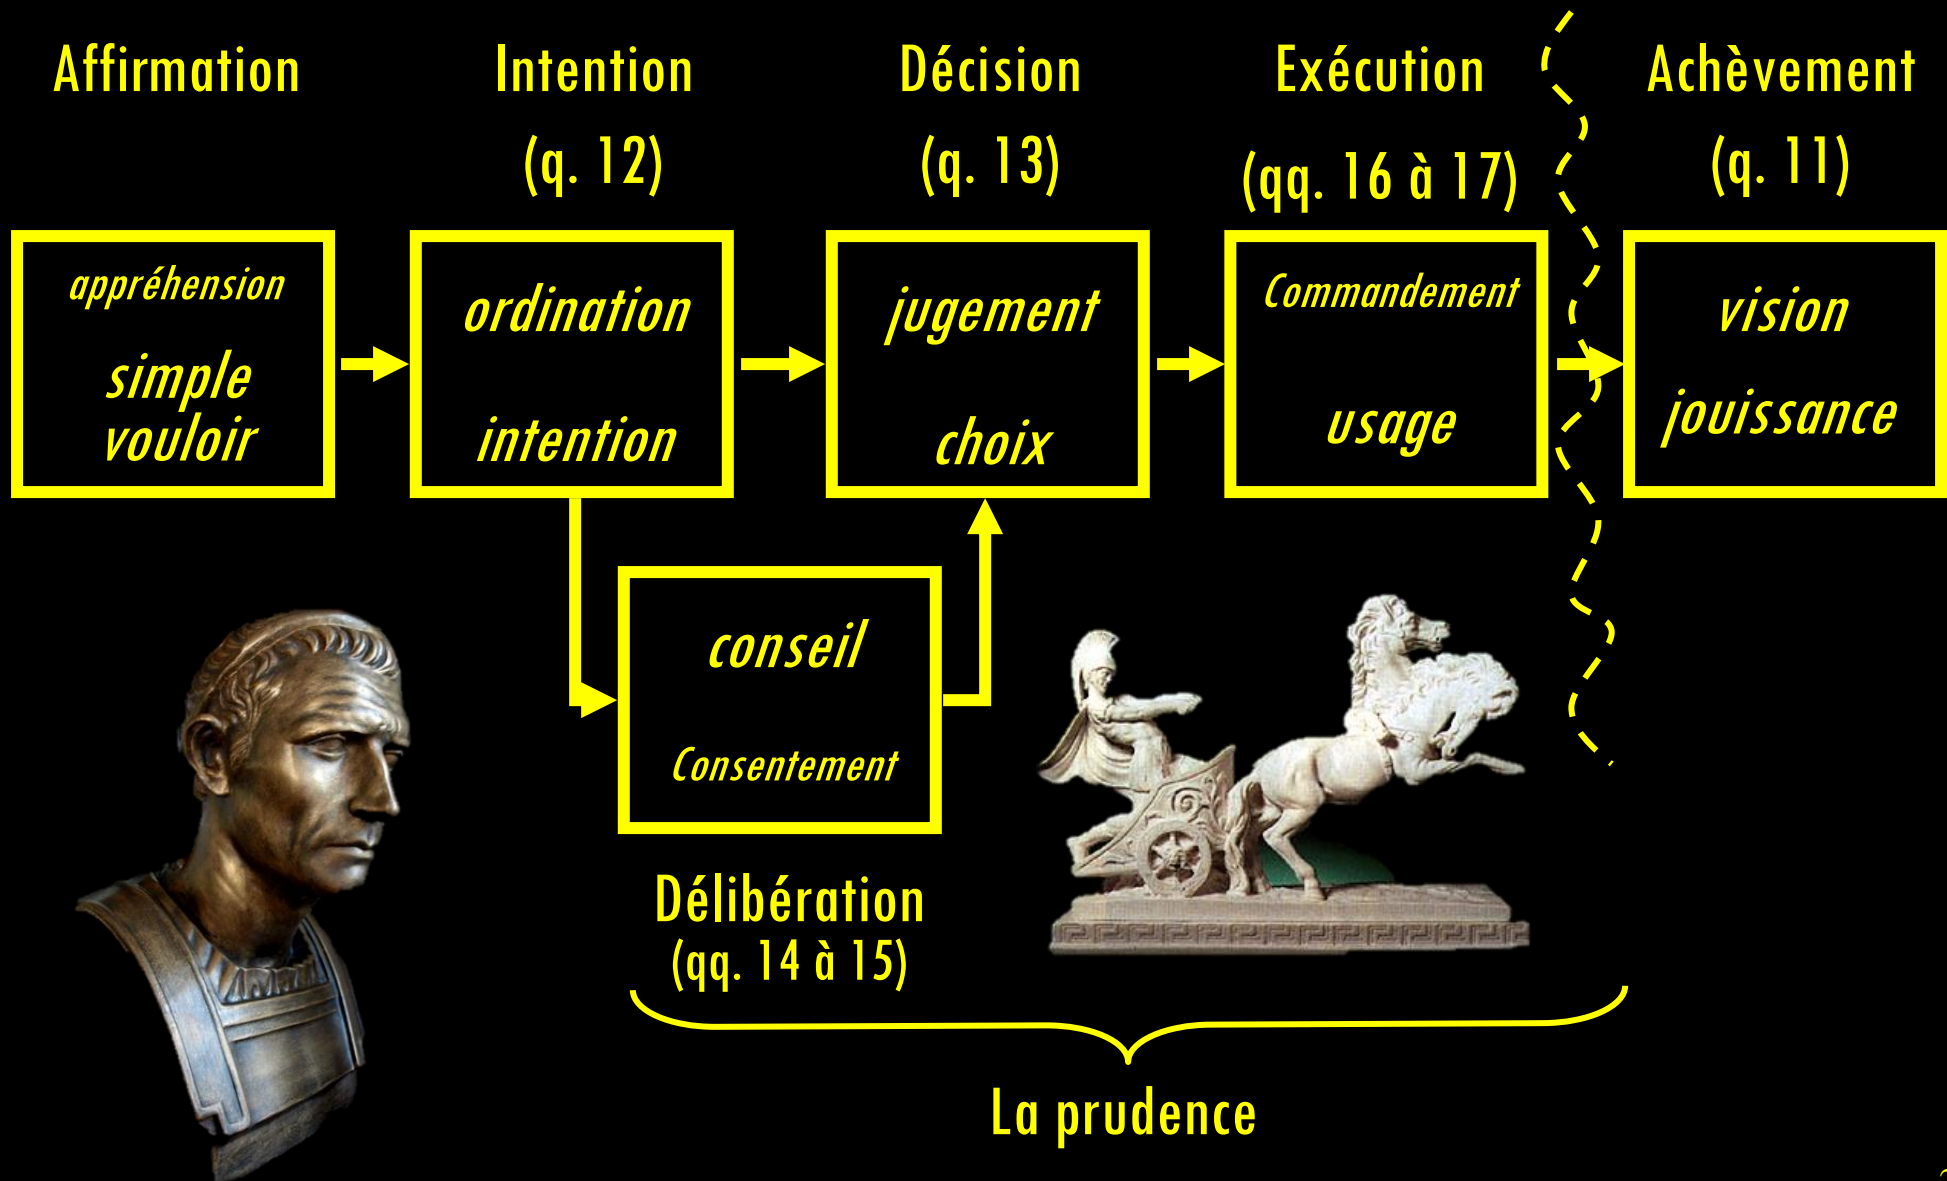 Affirmation
Intention
(q. 12)
Décision
(q. 13)
Exécution
(qq. 16 à 17)
Achèvement
(q. 11)
appréhension
simple
vouloir
ordination
intention
jugement
choix
Commandement
usage
vision
jouissance
conseil
Consentement
Délibération
(qq. 14 à 15)
La prudence